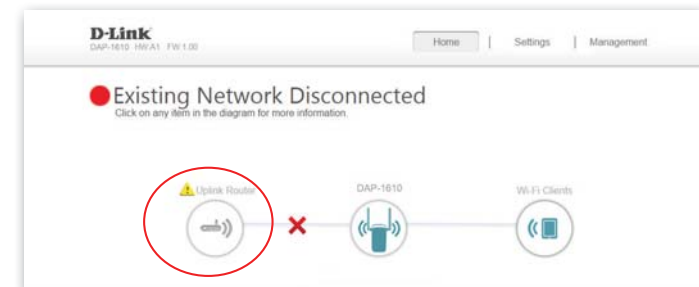 D-Link
DAP-1610 HW:A1 FW:1.00
Home | Settings | Management
Existing Network Disconnected
Click on any item in the diagram for more information.
Uplink Router
DAP-1610
Wi-Fi Clients